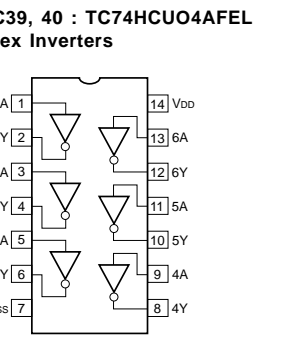 C39, 40 : TC74HCUO4AFEL
ex Inverters
A 1 14 VDD
Y 2 13 6A
A 3 12 6Y
Y 4 11 5A
A 5 10 5Y
Y 6 9 4A
SS 7 8 4Y